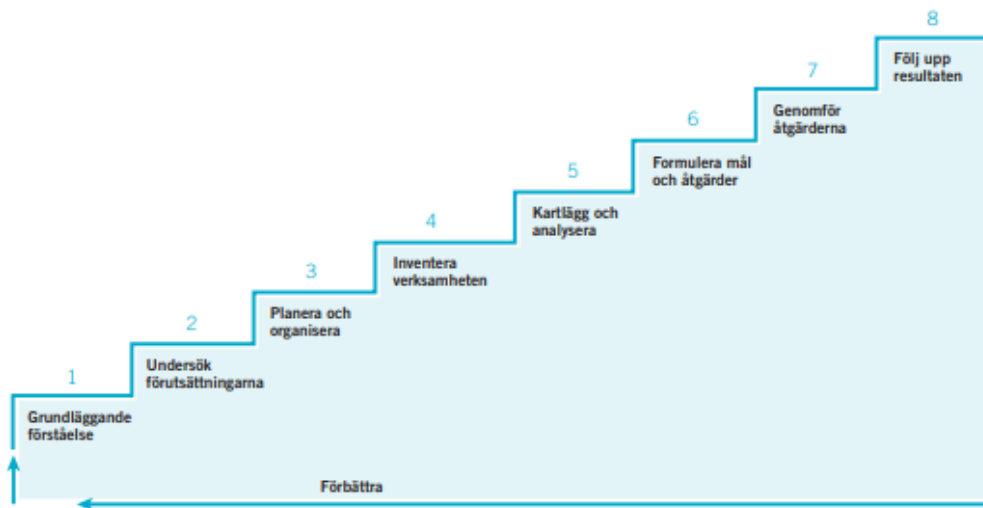 1
Grundläggande
förståelse
2
Undersök
förutsättningarna
3
Planera och
organisera
4
Inventera
verksamheten
5
Kartlägg och
analysera
6
Formulera mål
och åtgärder
7
Genomför
åtgärderna
8
Följ upp
resultaten
Förbättra